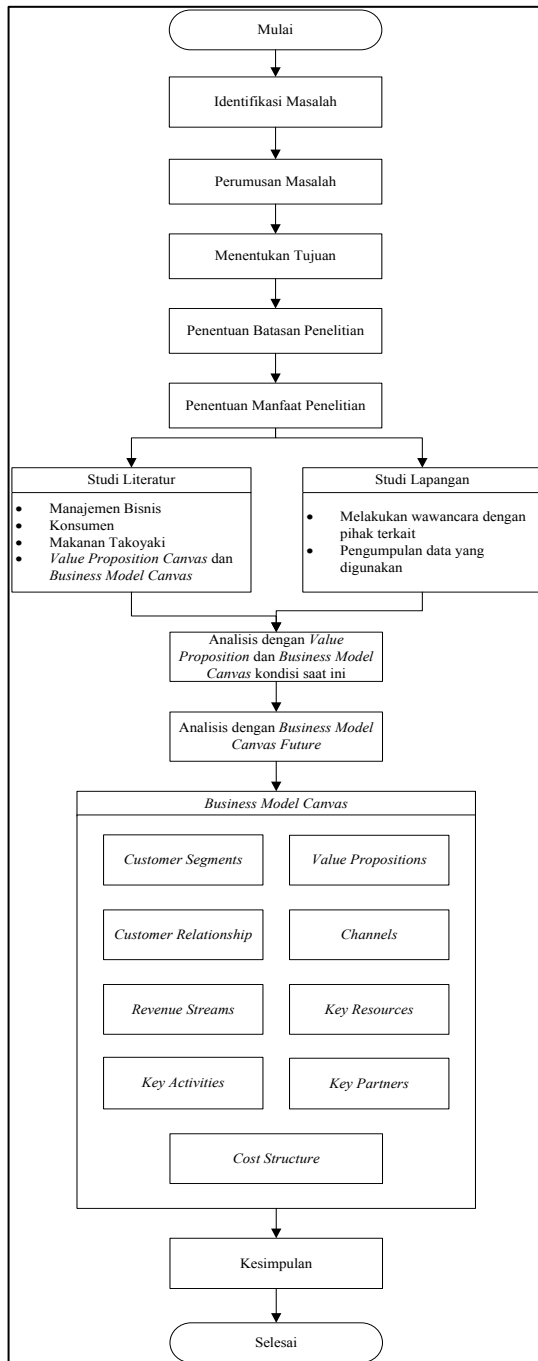 Mulai
Identifikasi Masalah
Perumusan Masalah
Menentukan Tujuan
Penentuan Batasan Penelitian
Penentuan Manfaat Penelitian
Studi Literatur
• Manajemen Bisnis
• Konsumen
• Makanan Takoyaki
• Value Proposition Canvas dan
Business Model Canvas
Studi Lapangan
• Melakukan wawancara dengan
pihak terkait
• Pengumpulan data yang
digunakan
Analisis dengan Value
Proposition dan Business Model
Canvas kondisi saat ini
Analisis dengan Business Model
Canvas Future
Business Model Canvas
Customer Segments
Value Propositions
Customer Relationship
Channels
Revenue Streams
Key Resources
Key Activities
Key Partners
Cost Structure
Kesimpulan
Selesai